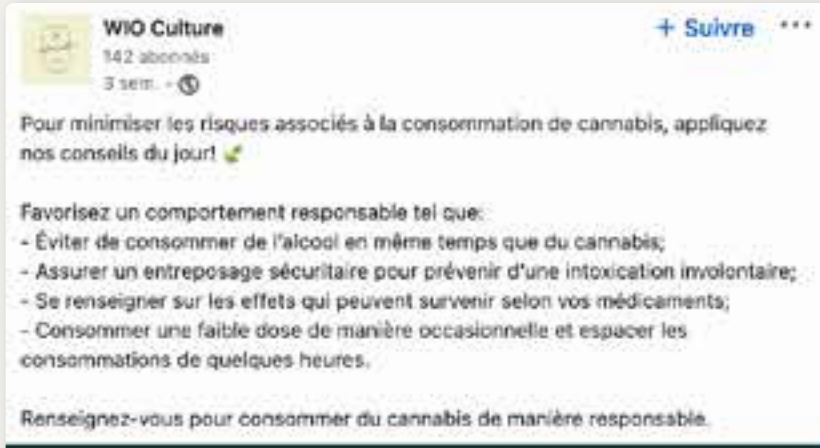 WIO Culture
+ Suivre ...
142 abonnés
3 sem. •
Pour minimiser les risques associés à la consommation de cannabis, appliquez
nos conseils du jour!
Favorisez un comportement responsable tel que:
- Éviter de consommer de l'alcool en même temps que du cannabis;
- Assurer un entreposage sécuritaire pour prévenir d'une intoxication involontaire;
- Se renseigner sur les effets qui peuvent survenir selon vos médicaments;
- Consommer une faible dose de manière occasionnelle et espacer les
consommations de quelques heures.
Renseignez-vous pour consommer du cannabis de manière responsable.